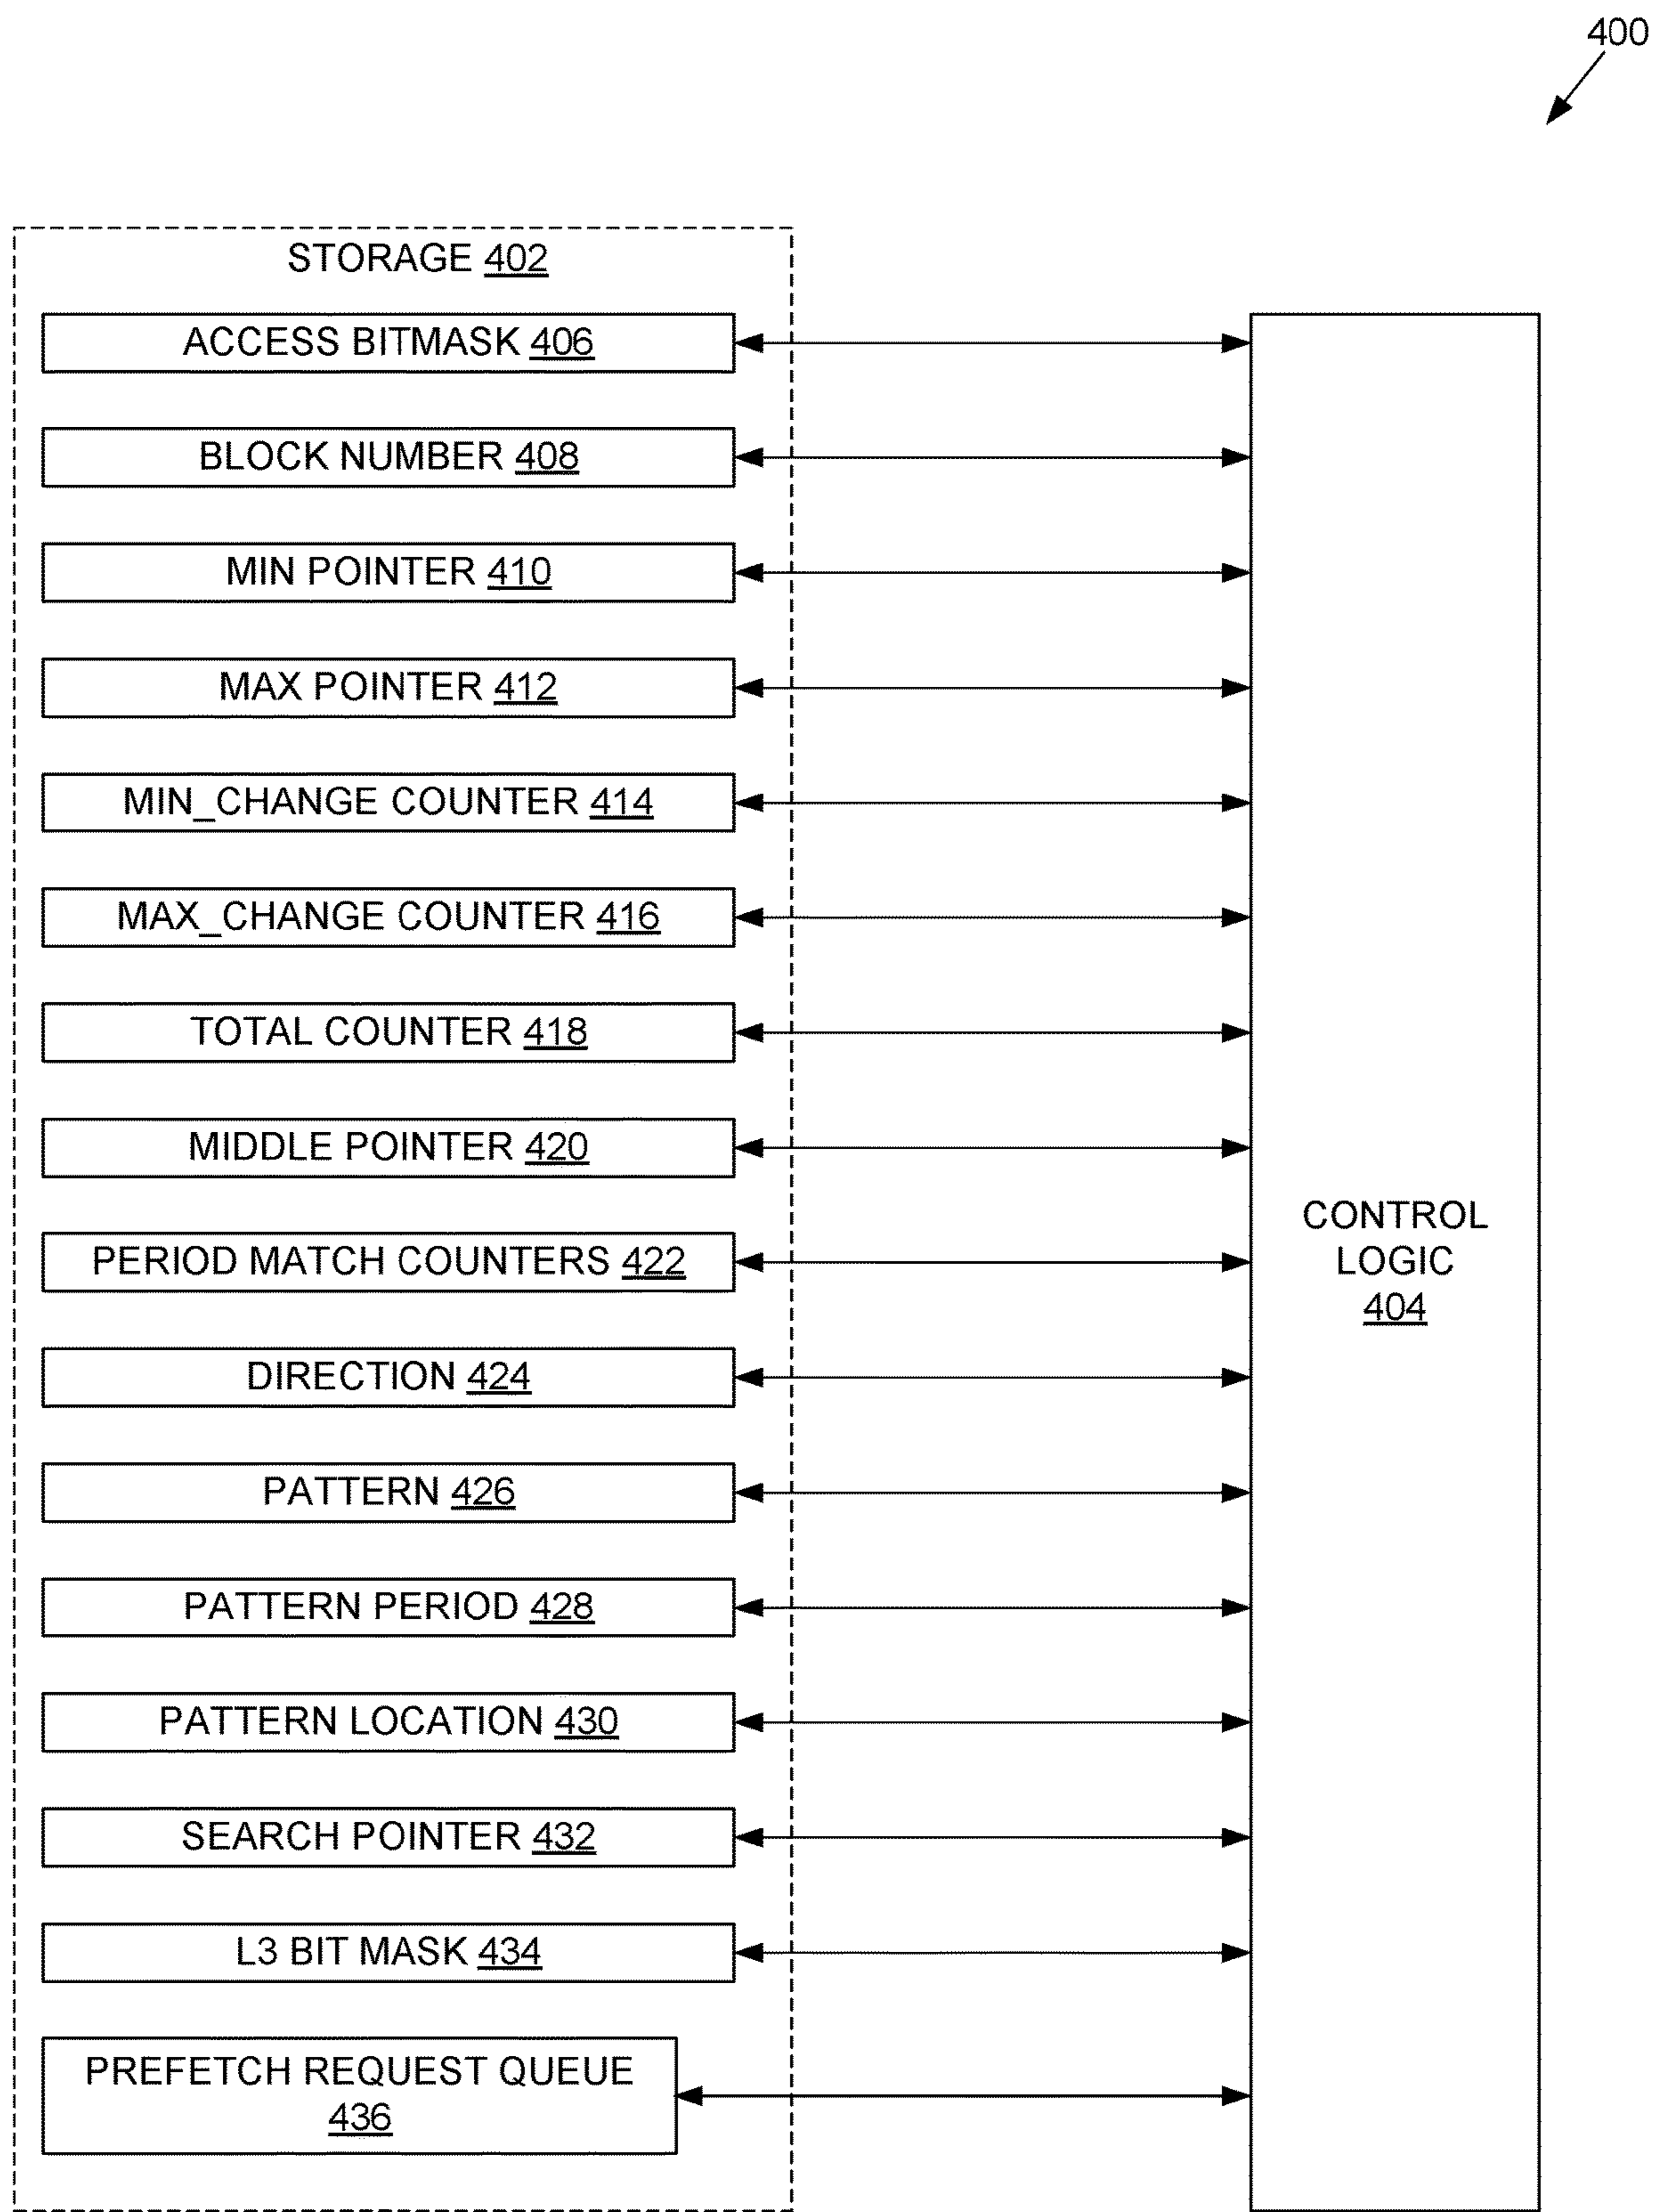 400
STORAGE 402
ACCESS BITMASK 406
BLOCK NUMBER 408
MIN POINTER 410
MAX POINTER 412
MIN_CHANGE COUNTER 414
MAX_CHANGE COUNTER 416
TOTAL COUNTER 418
MIDDLE POINTER 420
PERIOD MATCH COUNTERS 422
DIRECTION 424
PATTERN 426
PATTERN PERIOD 428
PATTERN LOCATION 430
SEARCH POINTER 432
L3 BIT MASK 434
PREFETCH REQUEST QUEUE
436
CONTROL
LOGIC
404